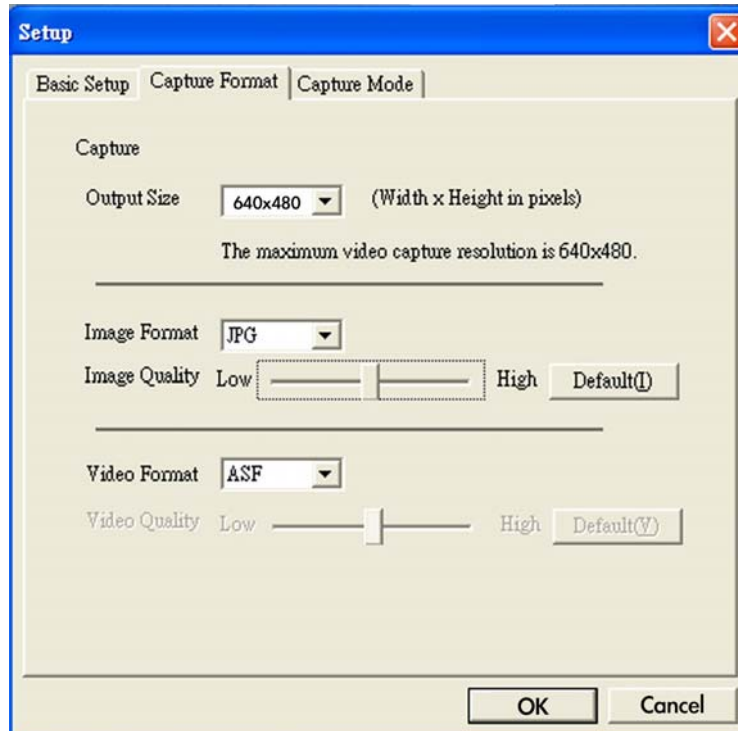 Setup
Basic Setup Capture Format Capture Mode
Capture
Output Size 640x480 (Width x Height in pixels)
The maximum video capture resolution is 640x480.
Image Format JPG
Image Quality Low High Default(I)
Video Format ASF
Video Quality Low High Default(V)
OK Cancel